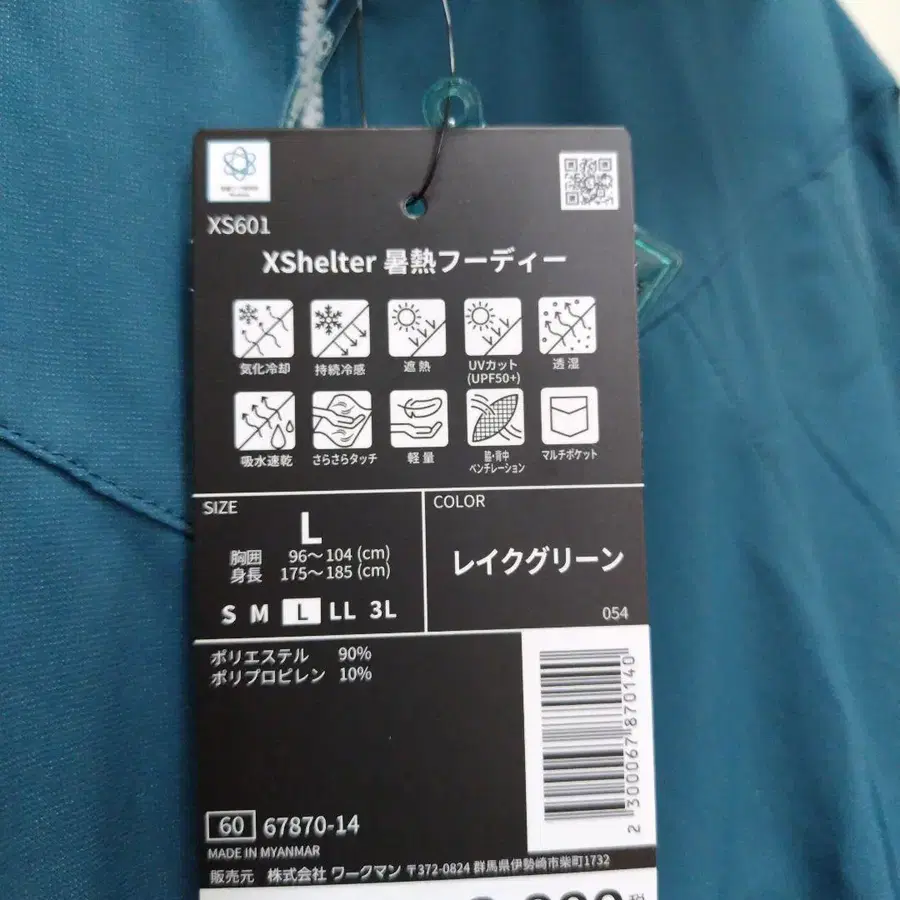 XS601
XShelter 暑熱フーディー
気化冷却 持続冷感 遮熱 UVカット(UPF50+) 透湿
吸水速乾 さらさらタッチ 軽量 脇・背中ベンチレーション マルチポケット
SIZE
L
胸囲 96～104 (cm)
身長 175～185 (cm)
S M L LL 3L
COLOR
レイクグリーン
054
ポリエステル 90%
ポリプロピレン 10%
2 300067 870140
60 67870-14
MADE IN MYANMAR
販売元 株式会社 ワークマン 〒372-0824 群馬県伊勢崎市柴町1732
税